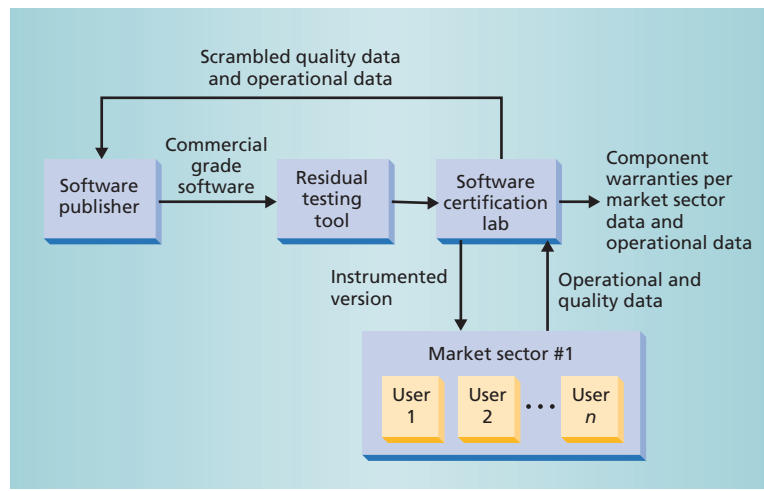 Scrambled quality data
and operational data
Commercial
grade
software
Software
publisher
Residual
testing
tool
Software
certification
lab
Component
warranties per
market sector
data and
operational data
Instrumented
version
Operational and
quality data
Market sector #1
User
1
User
2
...
User
n